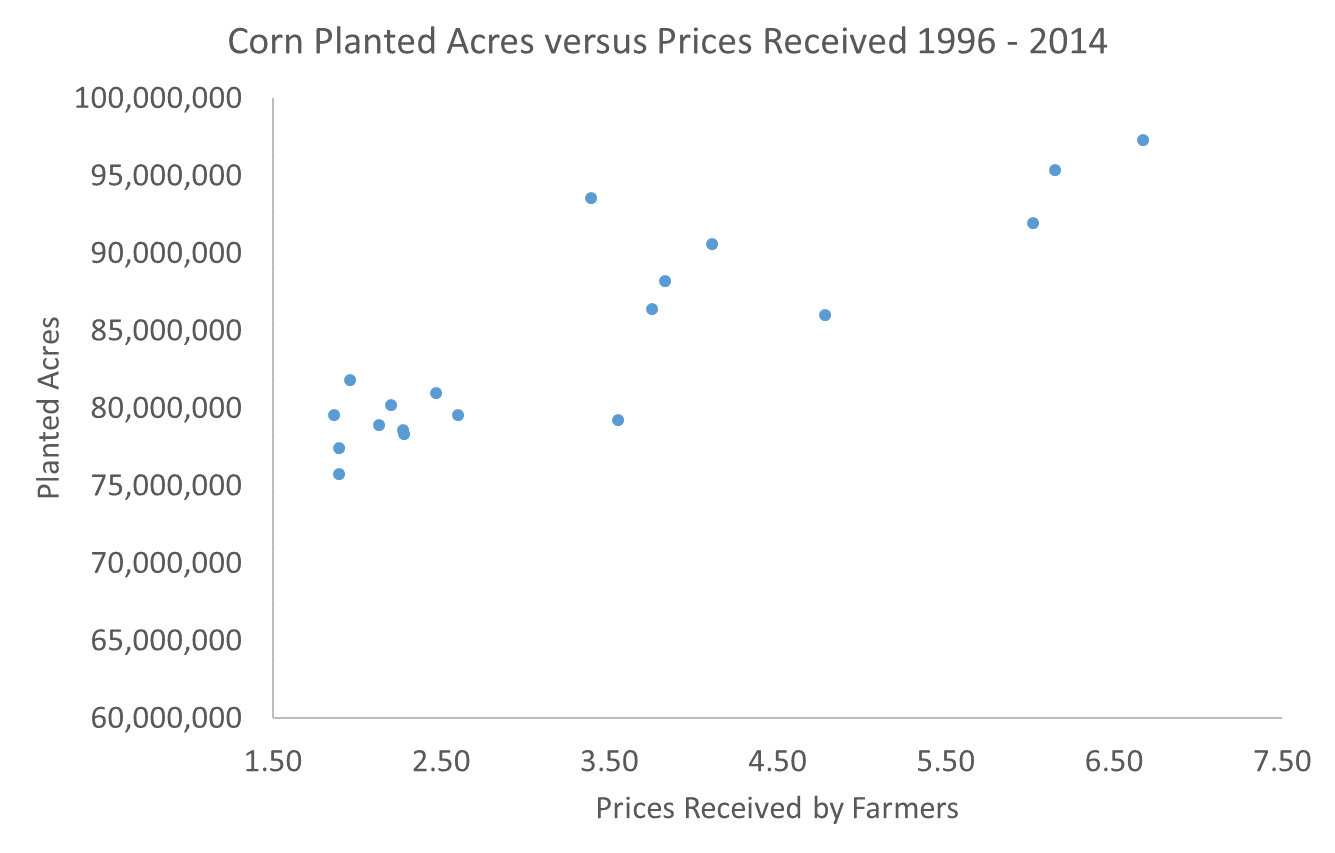 Corn Planted Acres versus Prices Received 1996 - 2014
100,000,000
95,000,000
90,000,000
85,000,000
80,000,000
75,000,000
70,000,000
65,000,000
60,000,000
Planted Acres
1.50 2.50 3.50 4.50 5.50 6.50 7.50
Prices Received by Farmers